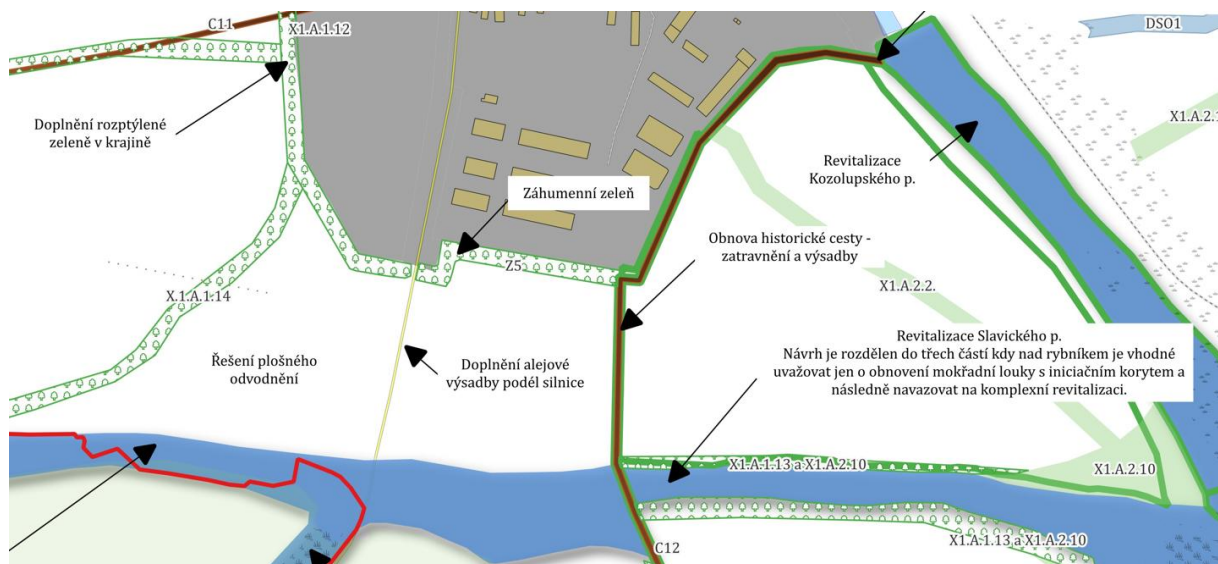 C11
X1.A.1.12
DSO1
X1.A.2.1
Doplnění rozptýlené
zeleně v krajině
Revitalizace
Kozolupského p.
Záhumenní zeleň
Obnova historické cesty -
zatravnění a výsadby
Z5
X1.A.2.2.
X.1.A.1.14
Řešení plošného
odvodnění
Doplnění alejové
výsadby podél silnice
Revitalizace Slavického p.
Návrh je rozdělen do třech částí kdy nad rybníkem je vhodné
uvažovat jen o obnovení mokřadní louky s iniciačním korytem a
následně navazovat na komplexní revitalizaci.
X1.A.1.13 a X1.A.2.10
X1.A.2.10
C12
X1.A.1.13 a X1.A.2.10